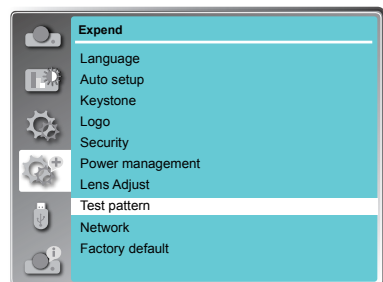 Expend
Language
Auto setup
Keystone
Logo
Security
Power management
Lens Adjust
Test pattern
Network
Factory default